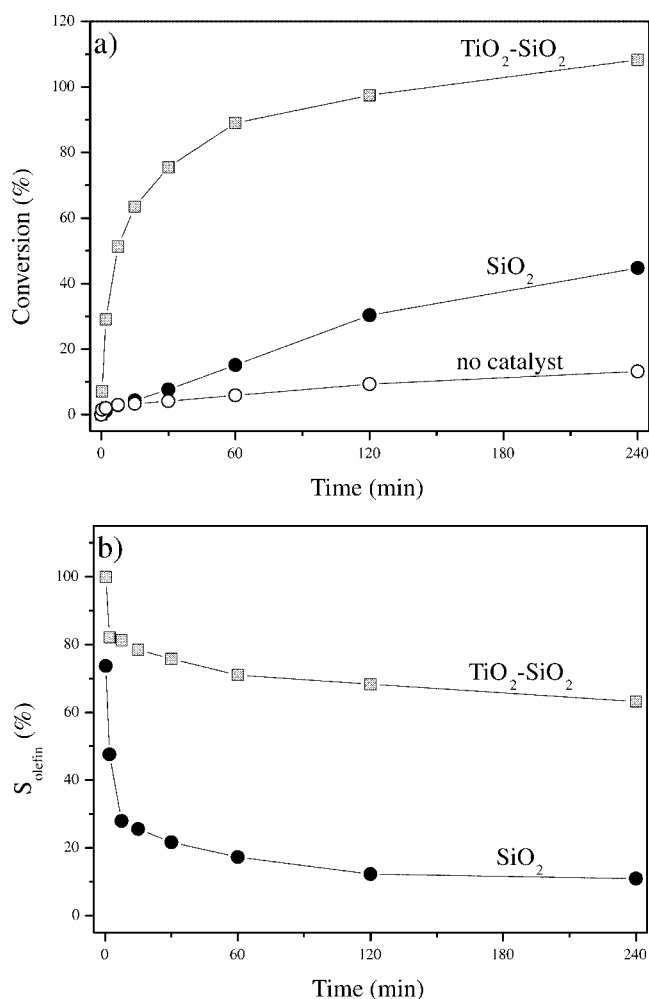 120
a)
TiO₂-SiO₂
100
80
60
SiO₂
40
20
no catalyst
0
0 60 120 180 240
Conversion (%)
Time (min)
b)
100
80
TiO₂-SiO₂
60
40
20
SiO₂
0
0 60 120 180 240
S olefin (%)
Time (min)